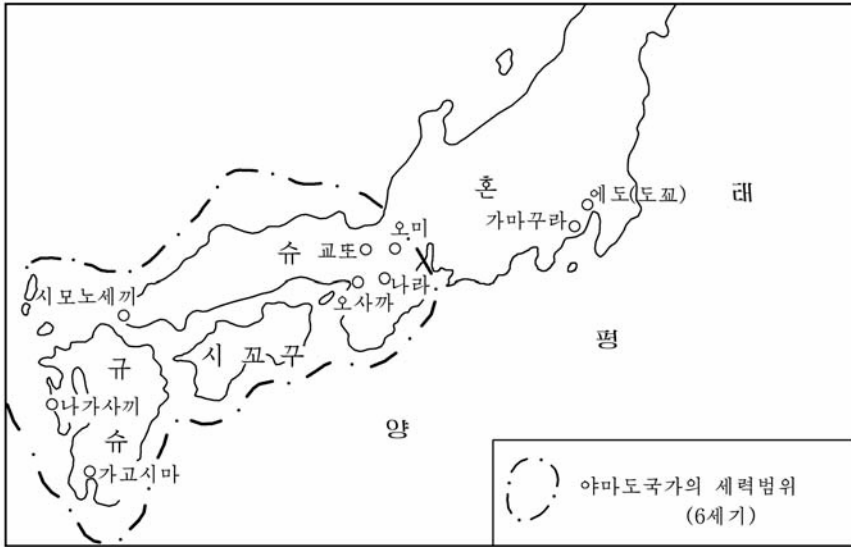 혼
태
에도(도꾜)
가마꾸라
오미
슈 교또
나라
오사까
시모노세끼
평
시 꼬 꾸
규
나가사끼
양
슈
가고시마
야마도국가의 세력범위
(6세기)